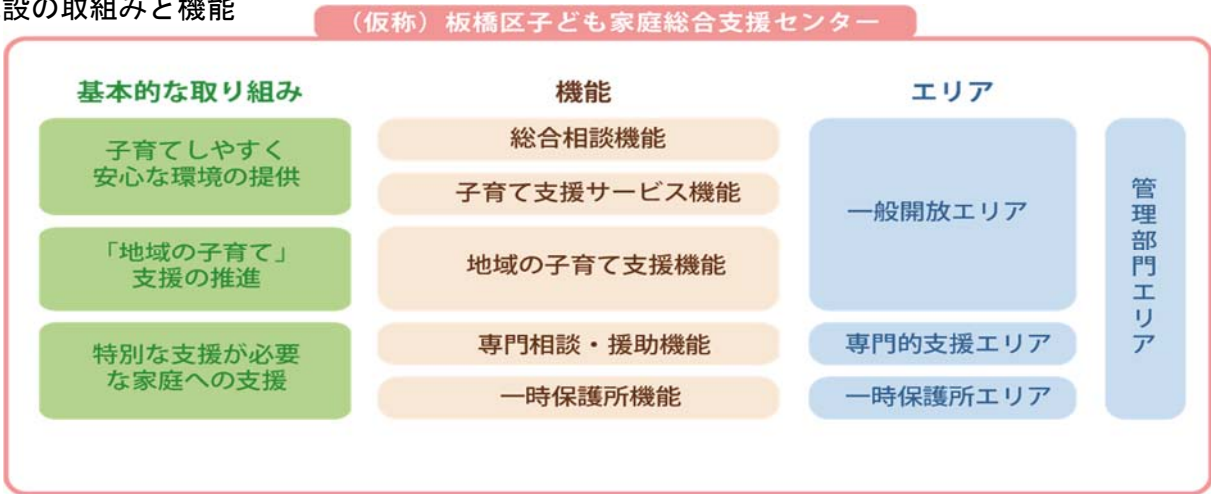 設の取組みと機能
（仮称）板橋区子ども家庭総合支援センター
基本的な取り組み
機能
エリア
子育てしやすく
安心な環境の提供
「地域の子育て」
支援の推進
特別な支援が必要
な家庭への支援
総合相談機能
子育て支援サービス機能
地域の子育て支援機能
専門相談・援助機能
一時保護所機能
一般開放エリア
専門的支援エリア
一時保護所エリア
管理部門エリア